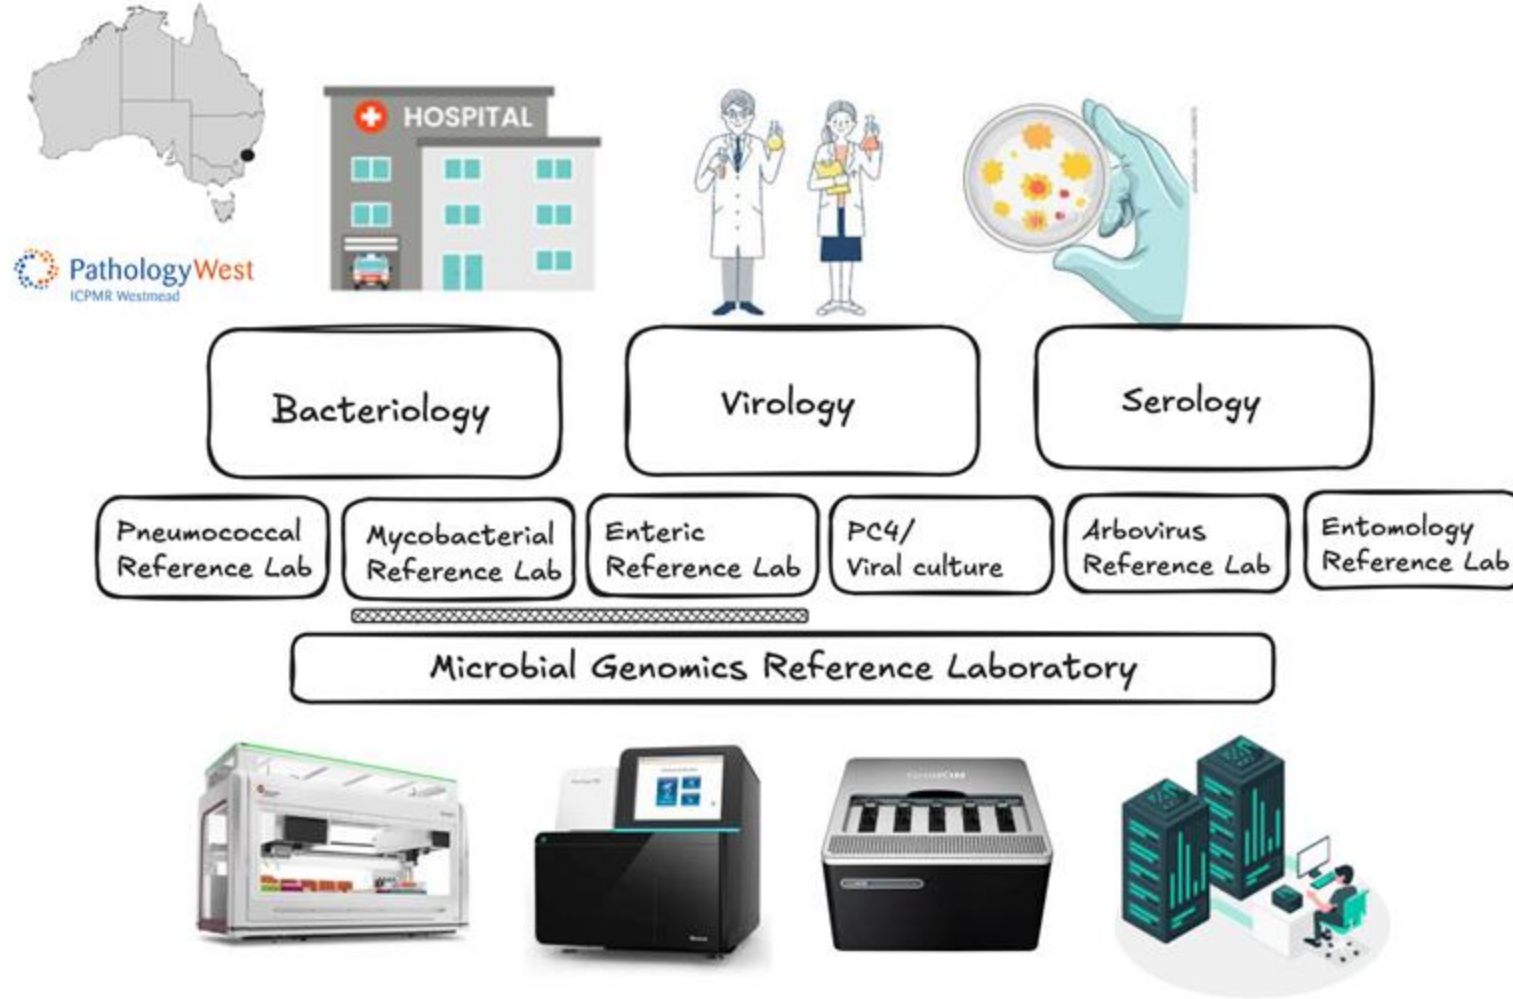 HOSPITAL
PathologyWest
ICPMR Westmead
Bacteriology
Virology
Serology
Pneumococcal
Reference Lab
Mycobacterial
Reference Lab
Enteric
Reference Lab
PC4/
Viral culture
Arbovirus
Reference Lab
Entomology
Reference Lab
Microbial Genomics Reference Laboratory